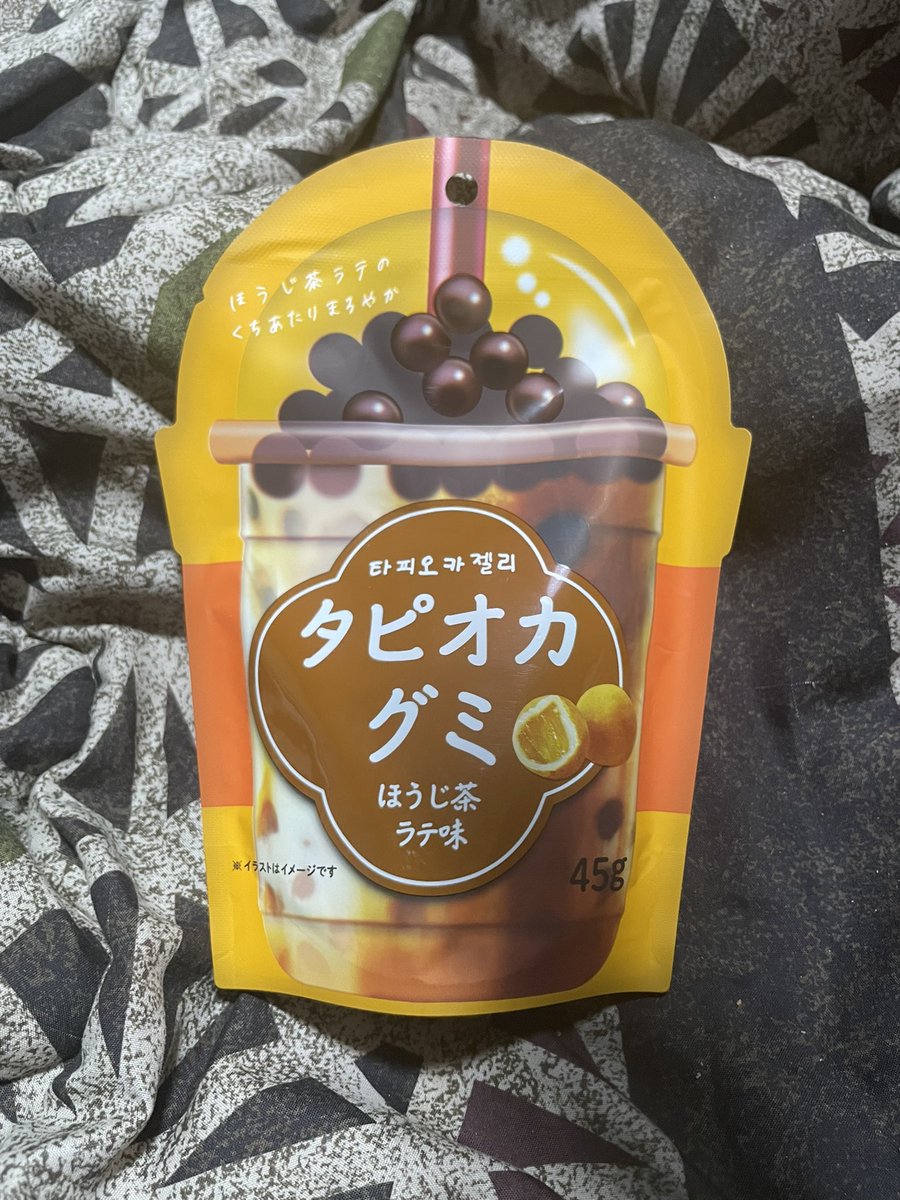 ほうじ茶ラテの
くちあたりまろやか
타피오카 젤리
タピオカ
グミ
ほうじ茶
ラテ味
※イラストはイメージです
45g